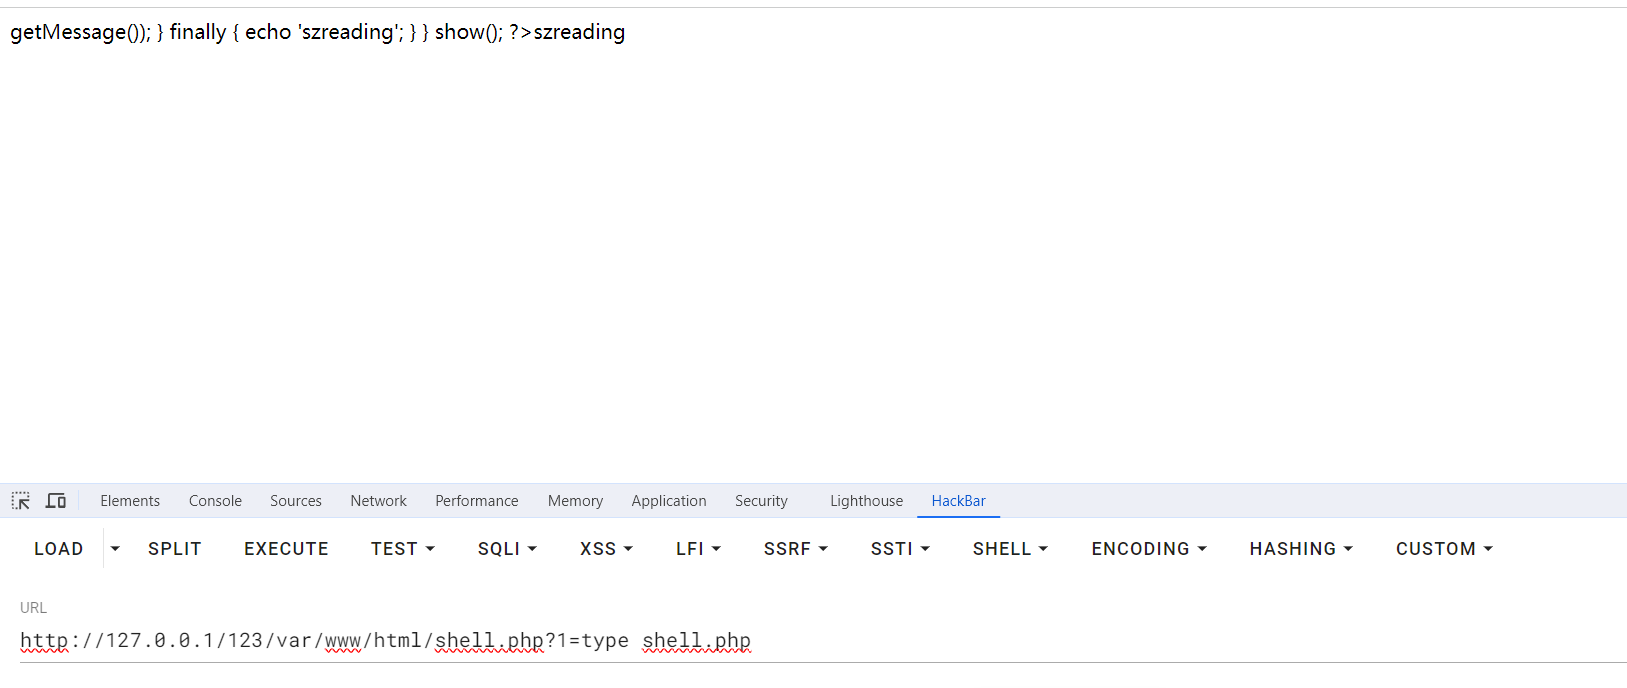 getMessage()); } finally { echo 'szreading'; } } show(); ?>szreading
Elements Console Sources Network Performance Memory Application Security Lighthouse HackBar
LOAD SPLIT EXECUTE TEST SQLI XSS LFI SSRF SSTI SHELL ENCODING HASHING CUSTOM
URL
http://127.0.0.1/123/var/www/html/shell.php?1=type shell.php